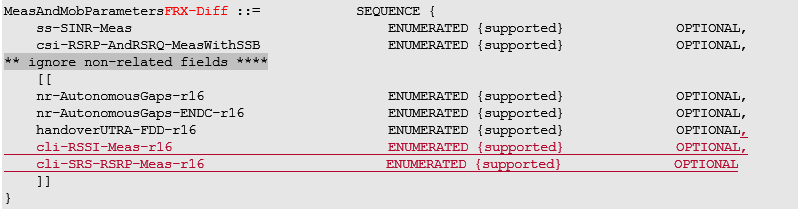 MeasAndMobParametersFRX-Diff ::= SEQUENCE {
ss-SINR-Meas ENUMERATED {supported} OPTIONAL,
csi-RSRP-AndRSRQ-MeasWithSSB ENUMERATED {supported} OPTIONAL,
** ignore non-related fields ****
[[
nr-AutonomousGaps-r16 ENUMERATED {supported} OPTIONAL,
nr-AutonomousGaps-ENDC-r16 ENUMERATED {supported} OPTIONAL,
handoverUTRA-FDD-r16 ENUMERATED {supported} OPTIONAL,
cli-RSSI-Meas-r16 ENUMERATED {supported} OPTIONAL,
cli-SRS-RSRP-Meas-r16 ENUMERATED {supported} OPTIONAL
]]
}